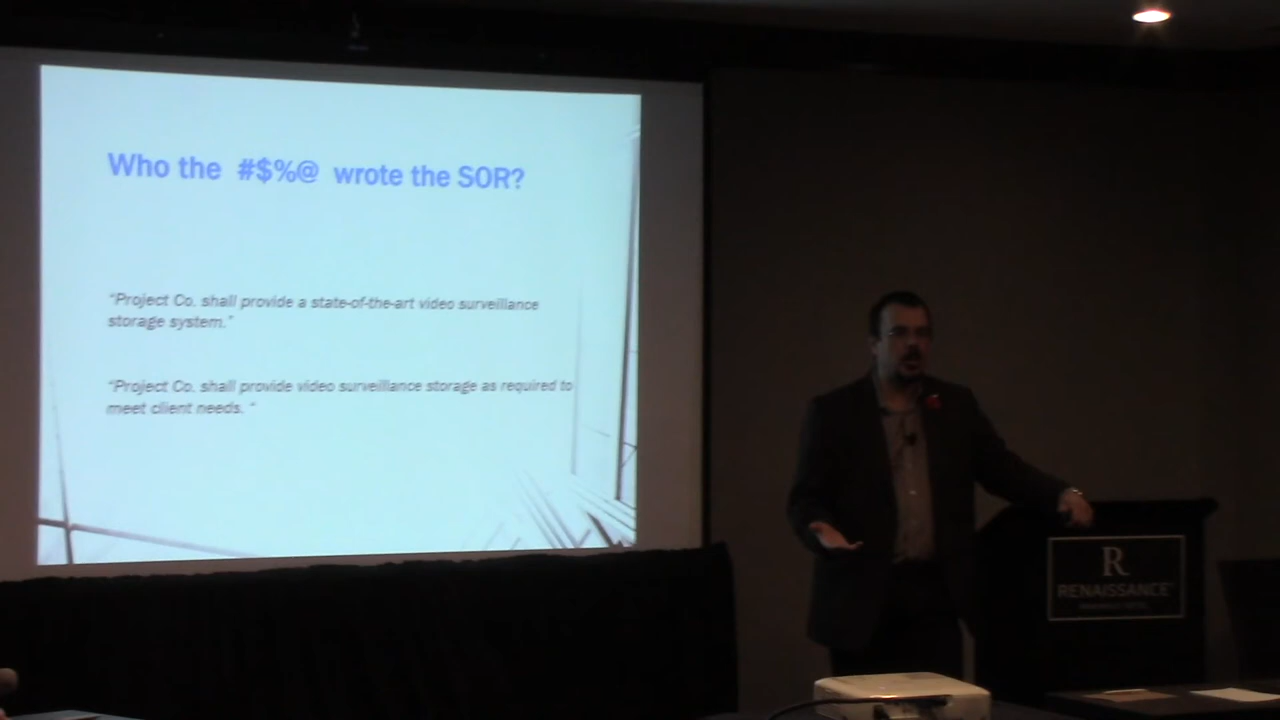 Who the #$%@ wrote the SOR?
"Project Co. shall provide a state-of-the-art video surveillance
storage system."
"Project Co. shall provide video surveillance storage as required to
meet client needs. "
R
RENAISSANCE